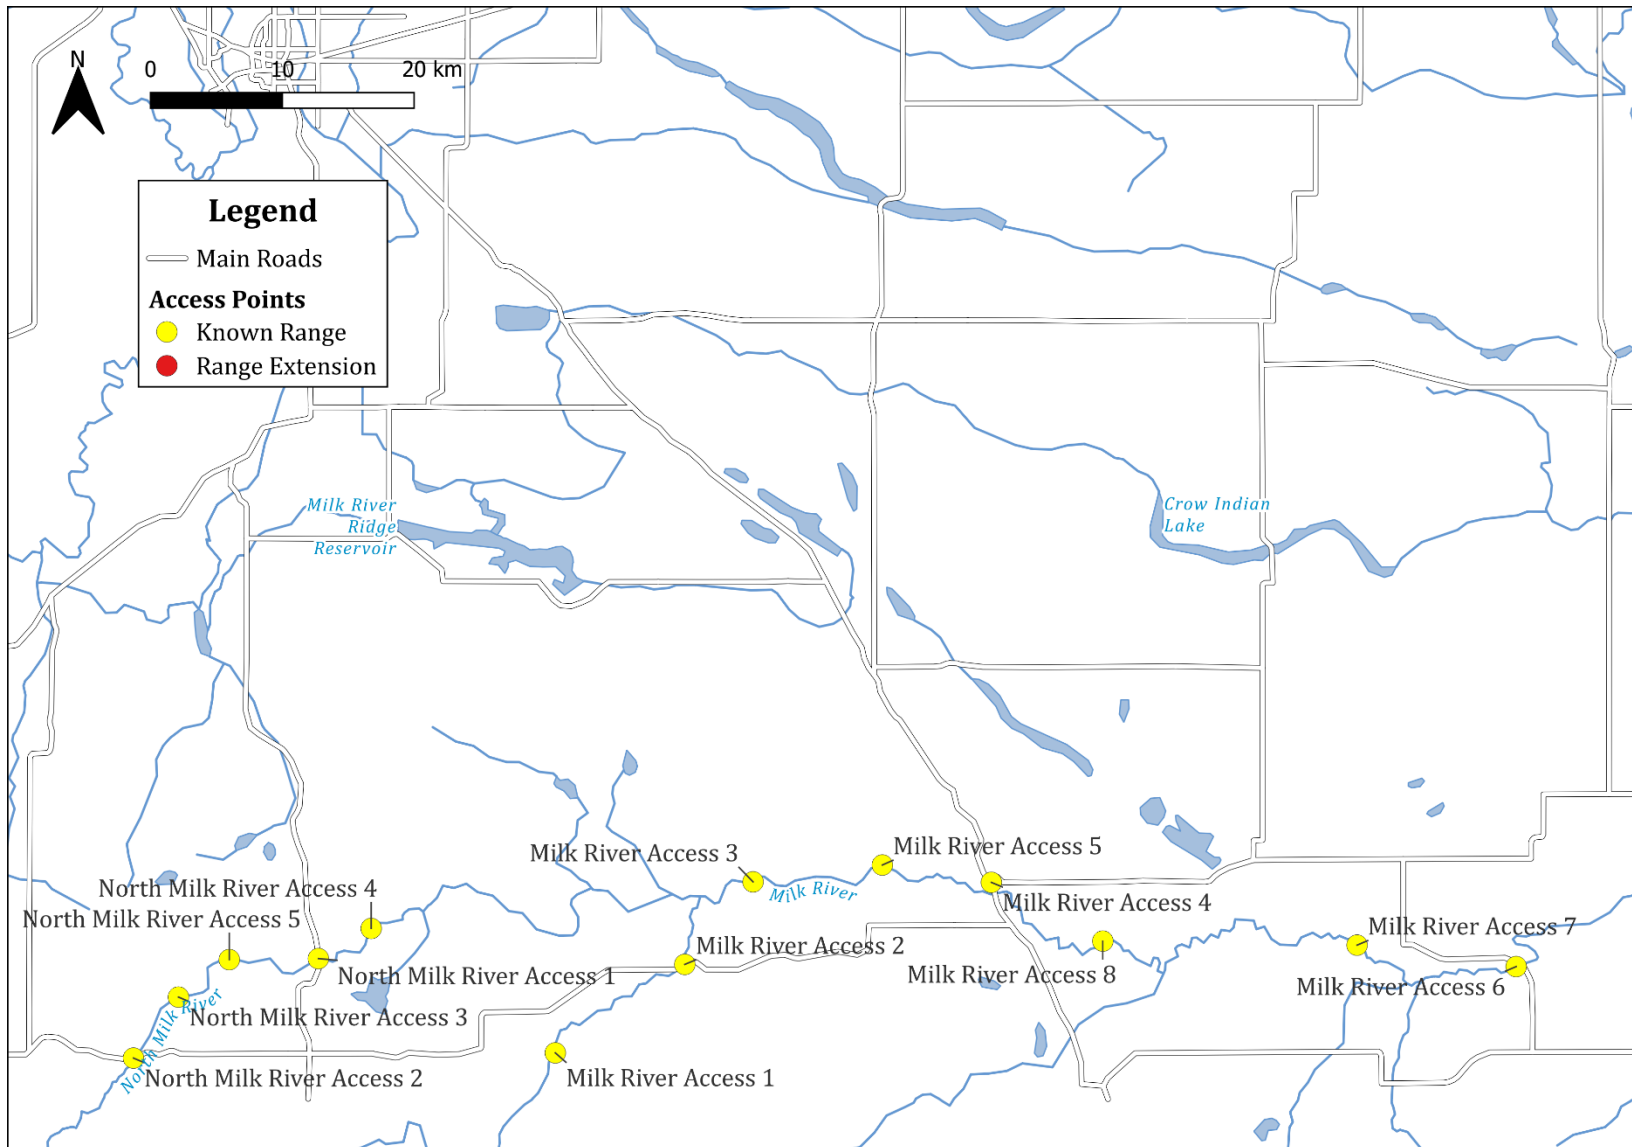 N
0 10 20 km
Legend
Main Roads
Access Points
Known Range
Range Extension
Milk River
Ridge
Reservoir
Crow Indian
Lake
Milk River Access 3
Milk River Access 5
Milk River
North Milk River Access 4
Milk River Access 4
North Milk River Access 5
Milk River Access 7
Milk River Access 2
North Milk River Access 1
Milk River Access 8
Milk River Access 6
North Milk River Access 3
North Milk River
North Milk River Access 2
Milk River Access 1